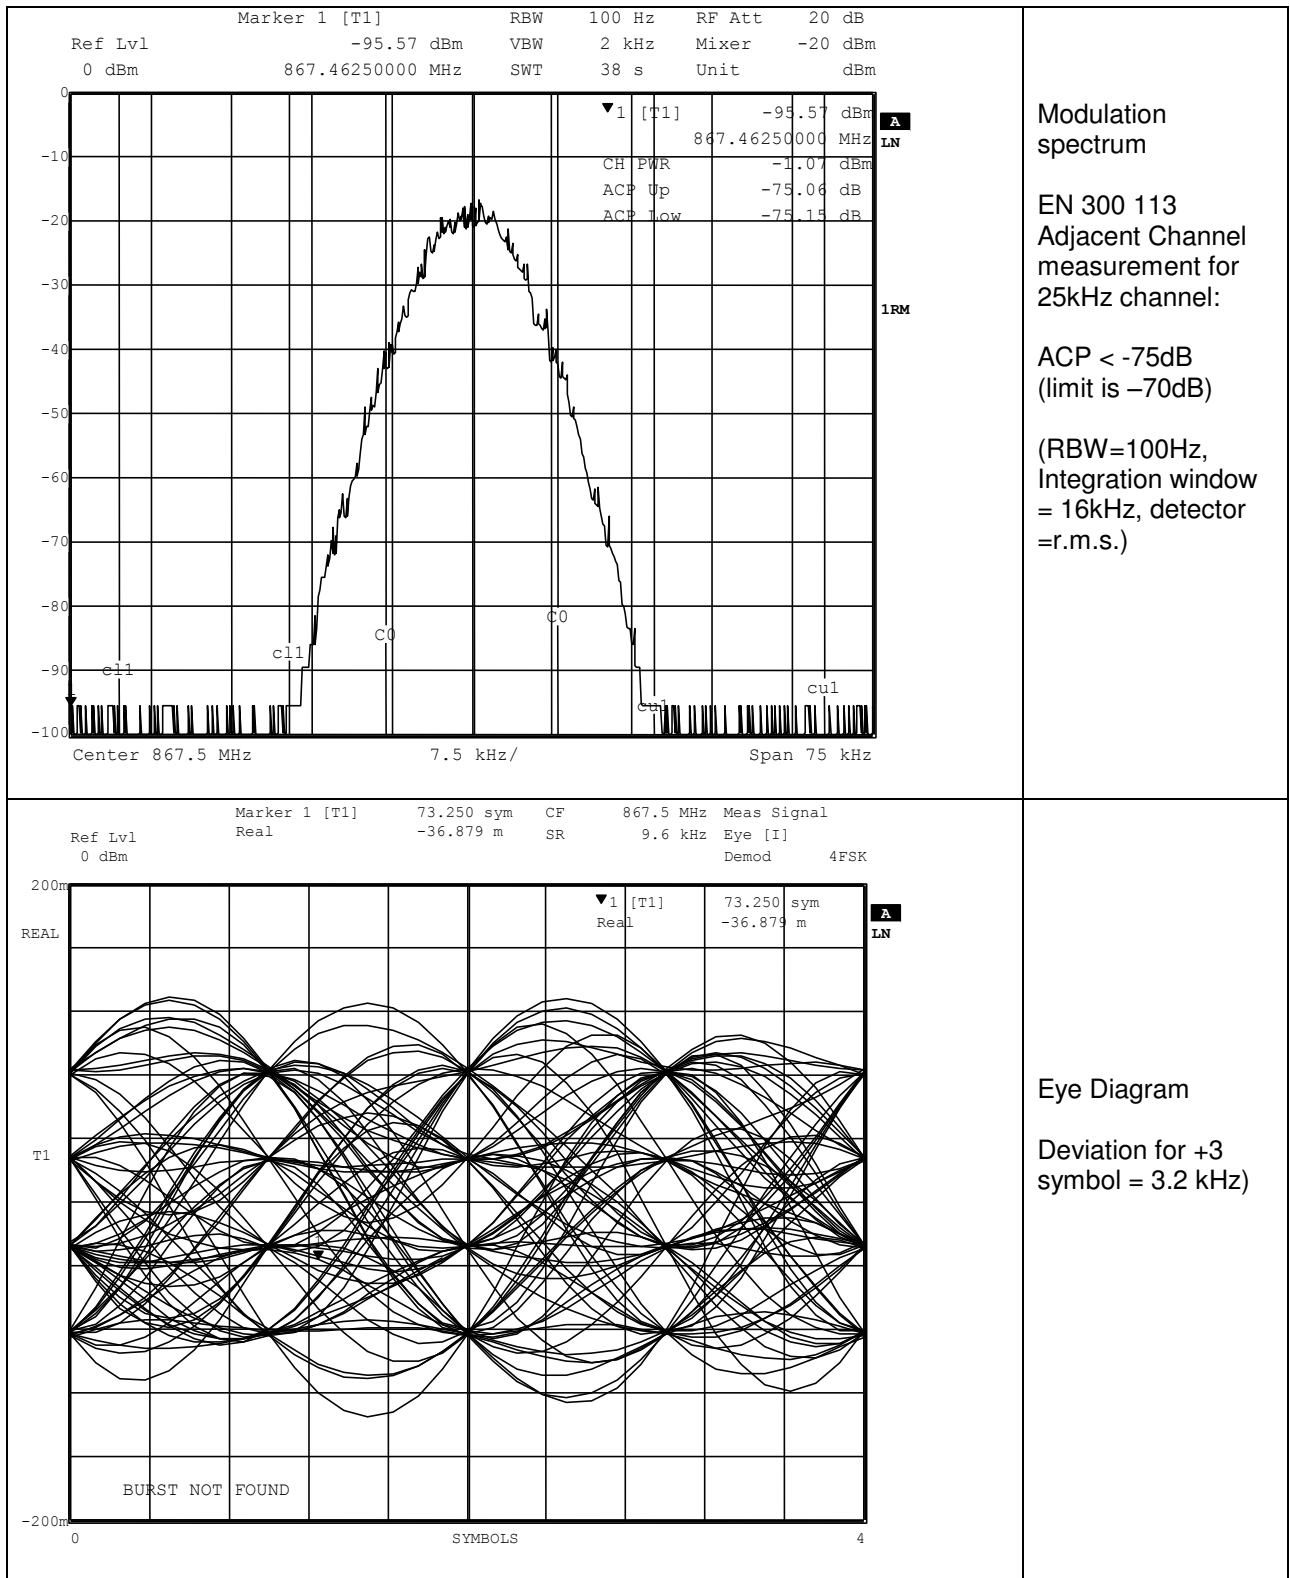 Marker 1 [T1] RBW 100 Hz RF Att 20 dB
Ref Lvl -95.57 dBm VBW 2 kHz Mixer -20 dBm
0 dBm 867.46250000 MHz SWT 38 s Unit dBm
0
1 [T1] -95.57 dBm
A
867.46250000 MHz
LN
CH PWR -1.07 dBm
-10
ACP Up -75.06 dB
ACP Low -75.15 dB
-20
-30
1RM
-40
-50
-60
-70
-80
C0
C0
cl1
-90
cl1
cu1
cu1
1
-100
Center 867.5 MHz 7.5 kHz/ Span 75 kHz
Modulation
spectrum
EN 300 113
Adjacent Channel
measurement for
25kHz channel:
ACP < -75dB
(limit is –70dB)
(RBW=100Hz,
Integration window
= 16kHz, detector
=r.m.s.)
Marker 1 [T1] 73.250 sym CF 867.5 MHz Meas Signal
Ref Lvl Real -36.879 m SR 9.6 kHz Eye [I]
0 dBm Demod 4FSK
200m
1 [T1] 73.250 sym
A
Real -36.879 m
REAL
LN
T1
1
BURST NOT FOUND
-200m
0 SYMBOLS 4
Eye Diagram
Deviation for +3
symbol = 3.2 kHz)